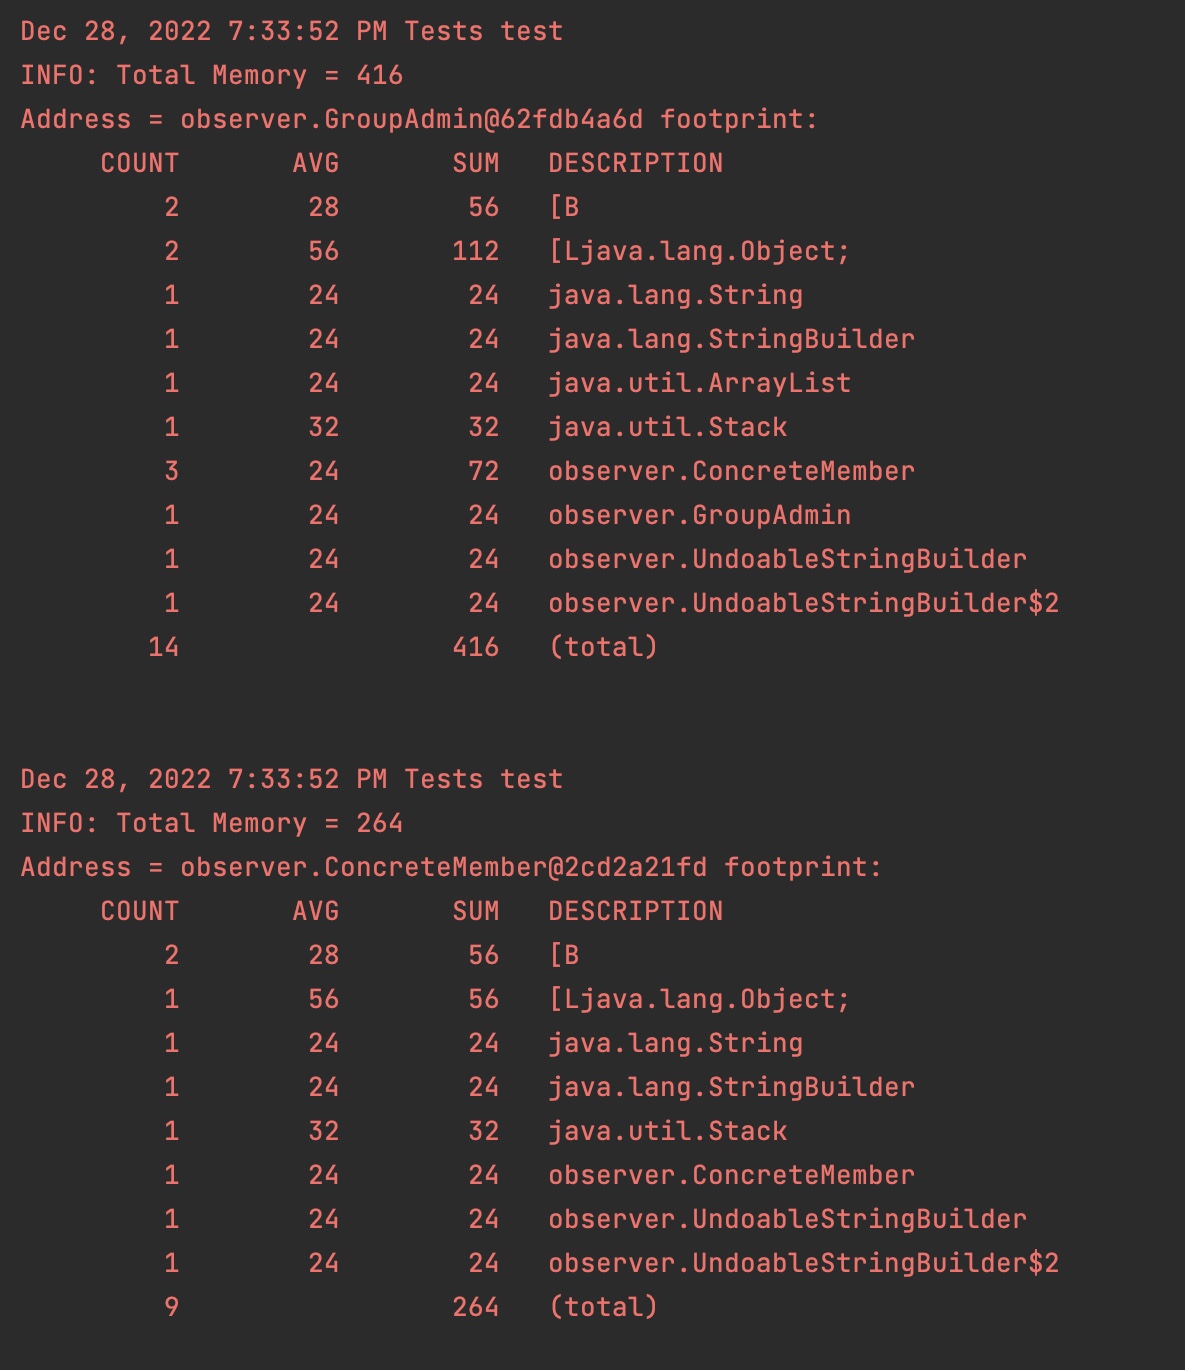 Dec 28, 2022 7:33:52 PM Tests test
INFO: Total Memory = 416
Address = observer.GroupAdmin@62fdb4a6d footprint:
     COUNT       AVG       SUM   DESCRIPTION
         2        28        56   [B
         2        56       112   [Ljava.lang.Object;
         1        24        24   java.lang.String
         1        24        24   java.lang.StringBuilder
         1        24        24   java.util.ArrayList
         1        32        32   java.util.Stack
         3        24        72   observer.ConcreteMember
         1        24        24   observer.GroupAdmin
         1        24        24   observer.UndoableStringBuilder
         1        24        24   observer.UndoableStringBuilder$2
        14                 416   (total)
Dec 28, 2022 7:33:52 PM Tests test
INFO: Total Memory = 264
Address = observer.ConcreteMember@2cd2a21fd footprint:
     COUNT       AVG       SUM   DESCRIPTION
         2        28        56   [B
         1        56        56   [Ljava.lang.Object;
         1        24        24   java.lang.String
         1        24        24   java.lang.StringBuilder
         1        32        32   java.util.Stack
         1        24        24   observer.ConcreteMember
         1        24        24   observer.UndoableStringBuilder
         1        24        24   observer.UndoableStringBuilder$2
         9                 264   (total)